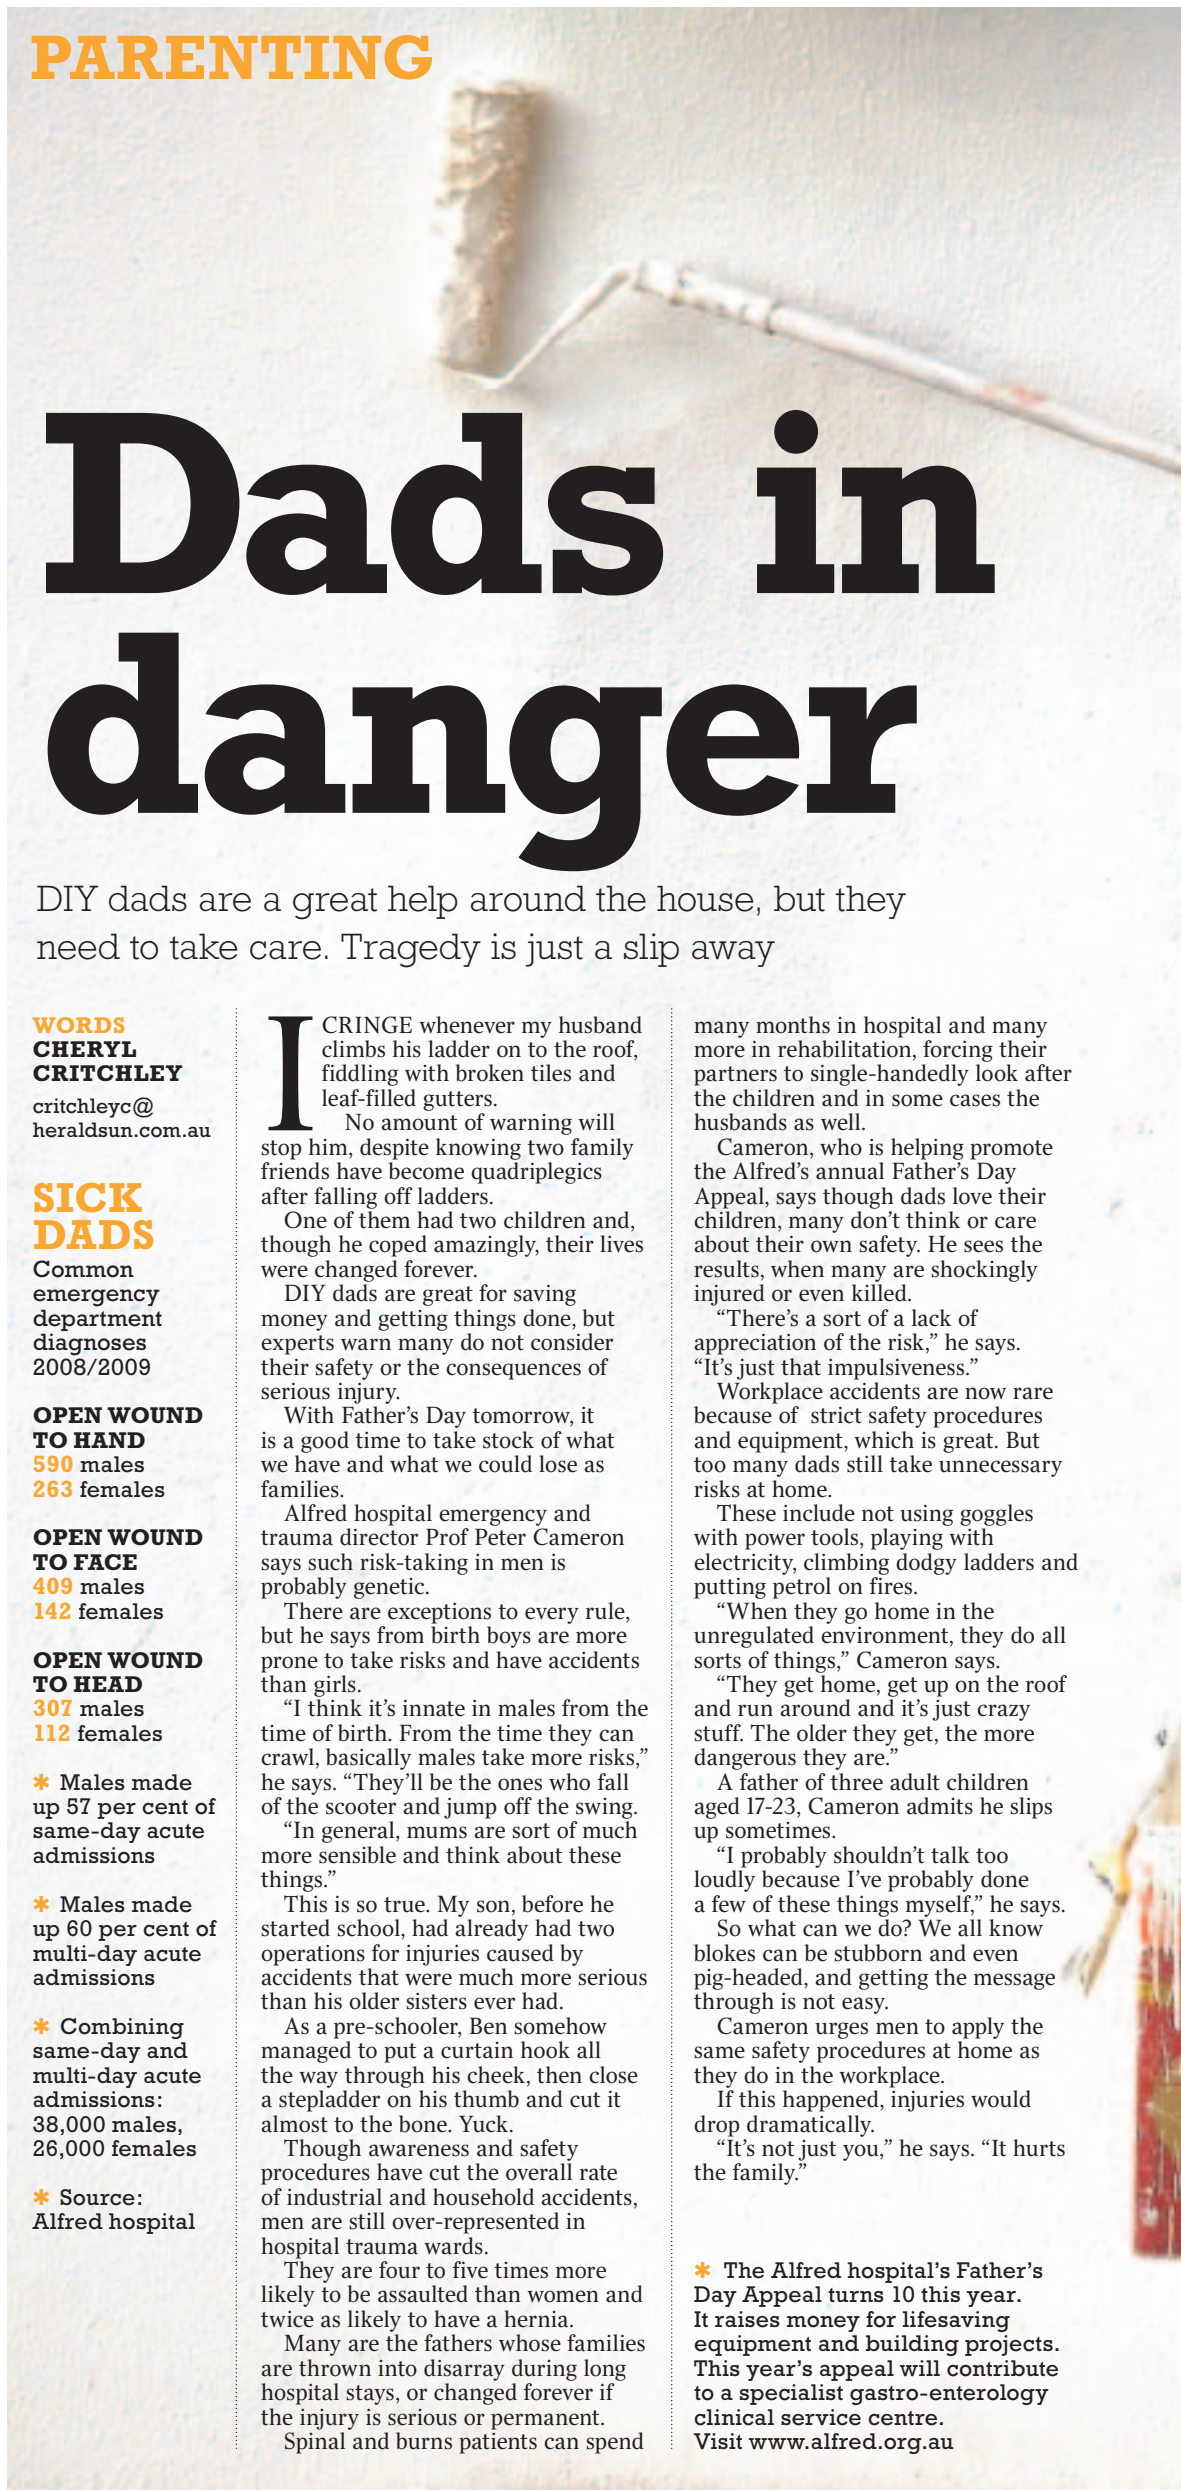 PARENTING
Dads in
danger
DIY dads are a great help around the house, but they
need to take care. Tragedy is just a slip away
WORDS
CHERYL
CRITCHLEY
critchleyc@
heraldsun.com.au
SICK
DADS
Common
emergency
department
diagnoses
2008/2009
OPEN WOUND
TO HAND
590 males
263 females
OPEN WOUND
TO FACE
409 males
142 females
OPEN WOUND
TO HEAD
307 males
112 females
✱ Males made
up 57 per cent of
same-day acute
admissions
✱ Males made
up 60 per cent of
multi-day acute
admissions
✱ Combining
same-day and
multi-day acute
admissions:
38,000 males,
26,000 females
✱ Source:
Alfred hospital
I CRINGE whenever my husband
climbs his ladder on to the roof,
fiddling with broken tiles and
leaf-filled gutters.
No amount of warning will
stop him, despite knowing two family
friends have become quadriplegics
after falling off ladders.
One of them had two children and,
though he coped amazingly, their lives
were changed forever.
DIY dads are great for saving
money and getting things done, but
experts warn many do not consider
their safety or the consequences of
serious injury.
With Father’s Day tomorrow, it
is a good time to take stock of what
we have and what we could lose as
families.
Alfred hospital emergency and
trauma director Prof Peter Cameron
says such risk-taking in men is
probably genetic.
There are exceptions to every rule,
but he says from birth boys are more
prone to take risks and have accidents
than girls.
“I think it’s innate in males from the
time of birth. From the time they can
crawl, basically males take more risks,”
he says. “They’ll be the ones who fall
of the scooter and jump off the swing.
“In general, mums are sort of much
more sensible and think about these
things.”
This is so true. My son, before he
started school, had already had two
operations for injuries caused by
accidents that were much more serious
than his older sisters ever had.
As a pre-schooler, Ben somehow
managed to put a curtain hook all
the way through his cheek, then close
a stepladder on his thumb and cut it
almost to the bone. Yuck.
Though awareness and safety
procedures have cut the overall rate
of industrial and household accidents,
men are still over-represented in
hospital trauma wards.
They are four to five times more
likely to be assaulted than women and
twice as likely to have a hernia.
Many are the fathers whose families
are thrown into disarray during long
hospital stays, or changed forever if
the injury is serious or permanent.
Spinal and burns patients can spend
many months in hospital and many
more in rehabilitation, forcing their
partners to single-handedly look after
the children and in some cases the
husbands as well.
Cameron, who is helping promote
the Alfred’s annual Father’s Day
Appeal, says though dads love their
children, many don’t think or care
about their own safety. He sees the
results, when many are shockingly
injured or even killed.
“There’s a sort of a lack of
appreciation of the risk,” he says.
“It’s just that impulsiveness.”
Workplace accidents are now rare
because of strict safety procedures
and equipment, which is great. But
too many dads still take unnecessary
risks at home.
These include not using goggles
with power tools, playing with
electricity, climbing dodgy ladders and
putting petrol on fires.
“When they go home in the
unregulated environment, they do all
sorts of things,” Cameron says.
“They get home, get up on the roof
and run around and it’s just crazy
stuff. The older they get, the more
dangerous they are.”
A father of three adult children
aged 17-23, Cameron admits he slips
up sometimes.
“I probably shouldn’t talk too
loudly because I’ve probably done
a few of these things myself,” he says.
So what can we do? We all know
blokes can be stubborn and even
pig-headed, and getting the message
through is not easy.
Cameron urges men to apply the
same safety procedures at home as
they do in the workplace.
If this happened, injuries would
drop dramatically.
“It’s not just you,” he says. “It hurts
the family.”
✱ The Alfred hospital’s Father’s
Day Appeal turns 10 this year.
It raises money for lifesaving
equipment and building projects.
This year’s appeal will contribute
to a specialist gastro-enterology
clinical service centre.
Visit www.alfred.org.au